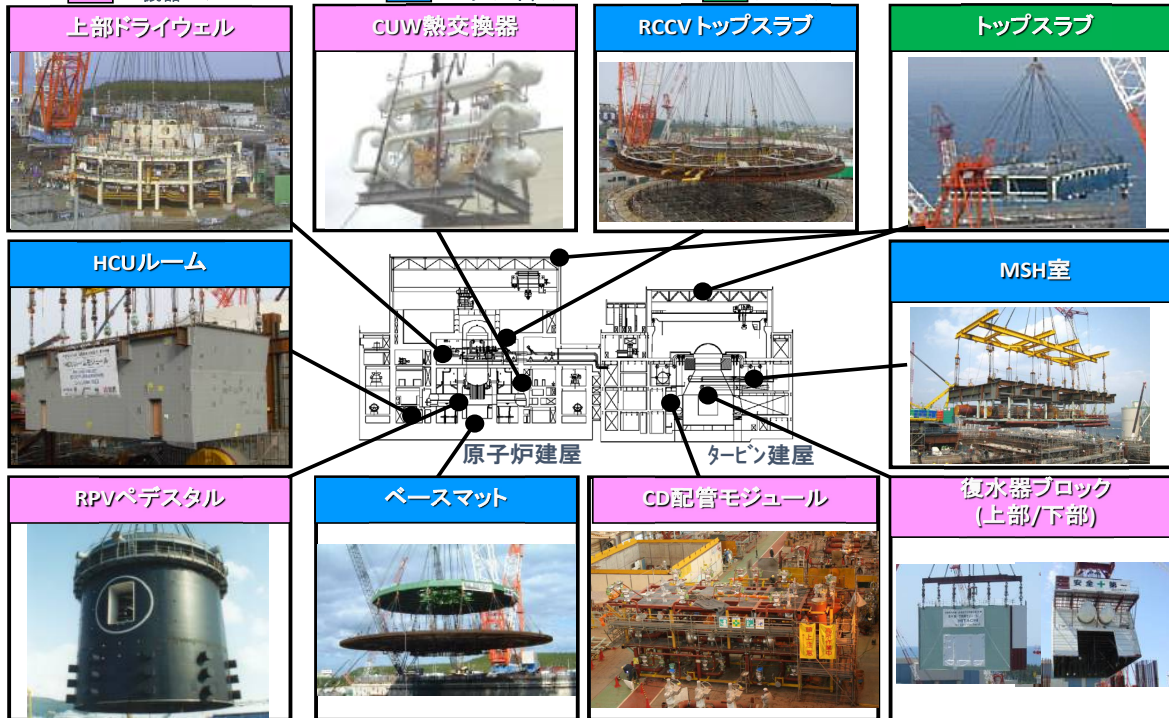 上部ドライウェル
CUW熱交換器
RCCVトップスラブ
トップスラブ
HCUルーム
MSH室
原子炉建屋
タービン建屋
RPVペデスタル
ベースマット
CD配管モジュール
復水器ブロック
(上部/下部)
安全+第一